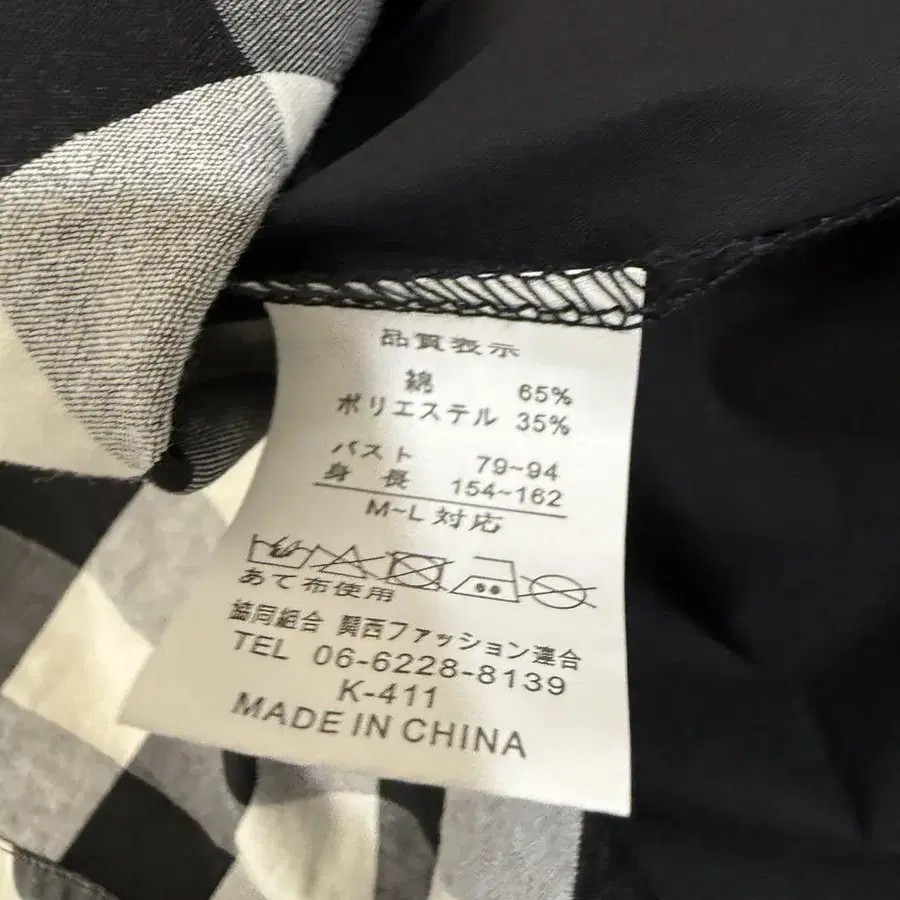 品質表示
綿 65%
ポリエステル 35%
バスト 79~94
身長 154~162
M~L 対応
あて布使用
協同組合 関西ファッション連合
TEL 06-6228-8139
K-411
MADE IN CHINA